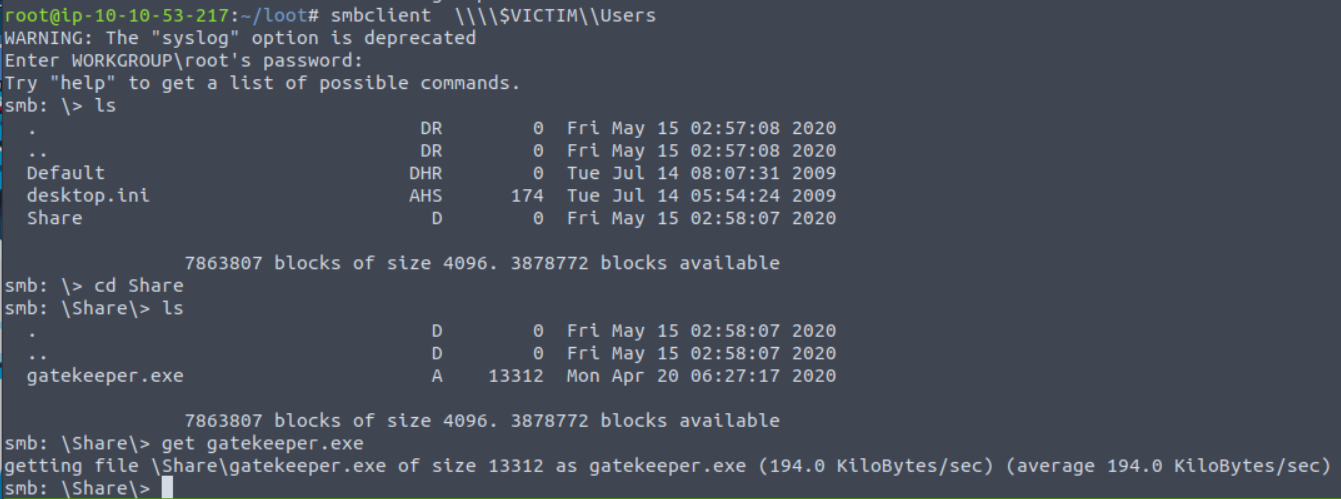 root@ip-10-10-53-217:~/loot# smbclient  \\\\$VICTIM\\Users
WARNING: The "syslog" option is deprecated
Enter WORKGROUP\root's password:
Try "help" to get a list of possible commands.
smb: \> ls
  .                                   DR        0  Fri May 15 02:57:08 2020
  ..                                  DR        0  Fri May 15 02:57:08 2020
  Default                            DHR        0  Tue Jul 14 08:07:31 2009
  desktop.ini                        AHS      174  Tue Jul 14 05:54:24 2009
  Share                                D        0  Fri May 15 02:58:07 2020
                7863807 blocks of size 4096. 3878772 blocks available
smb: \> cd Share
smb: \Share\> ls
  .                                    D        0  Fri May 15 02:58:07 2020
  ..                                   D        0  Fri May 15 02:58:07 2020
  gatekeeper.exe                       A    13312  Mon Apr 20 06:27:17 2020
                7863807 blocks of size 4096. 3878772 blocks available
smb: \Share\> get gatekeeper.exe
getting file \Share\gatekeeper.exe of size 13312 as gatekeeper.exe (194.0 KiloBytes/sec) (average 194.0 KiloBytes/sec)
smb: \Share\>